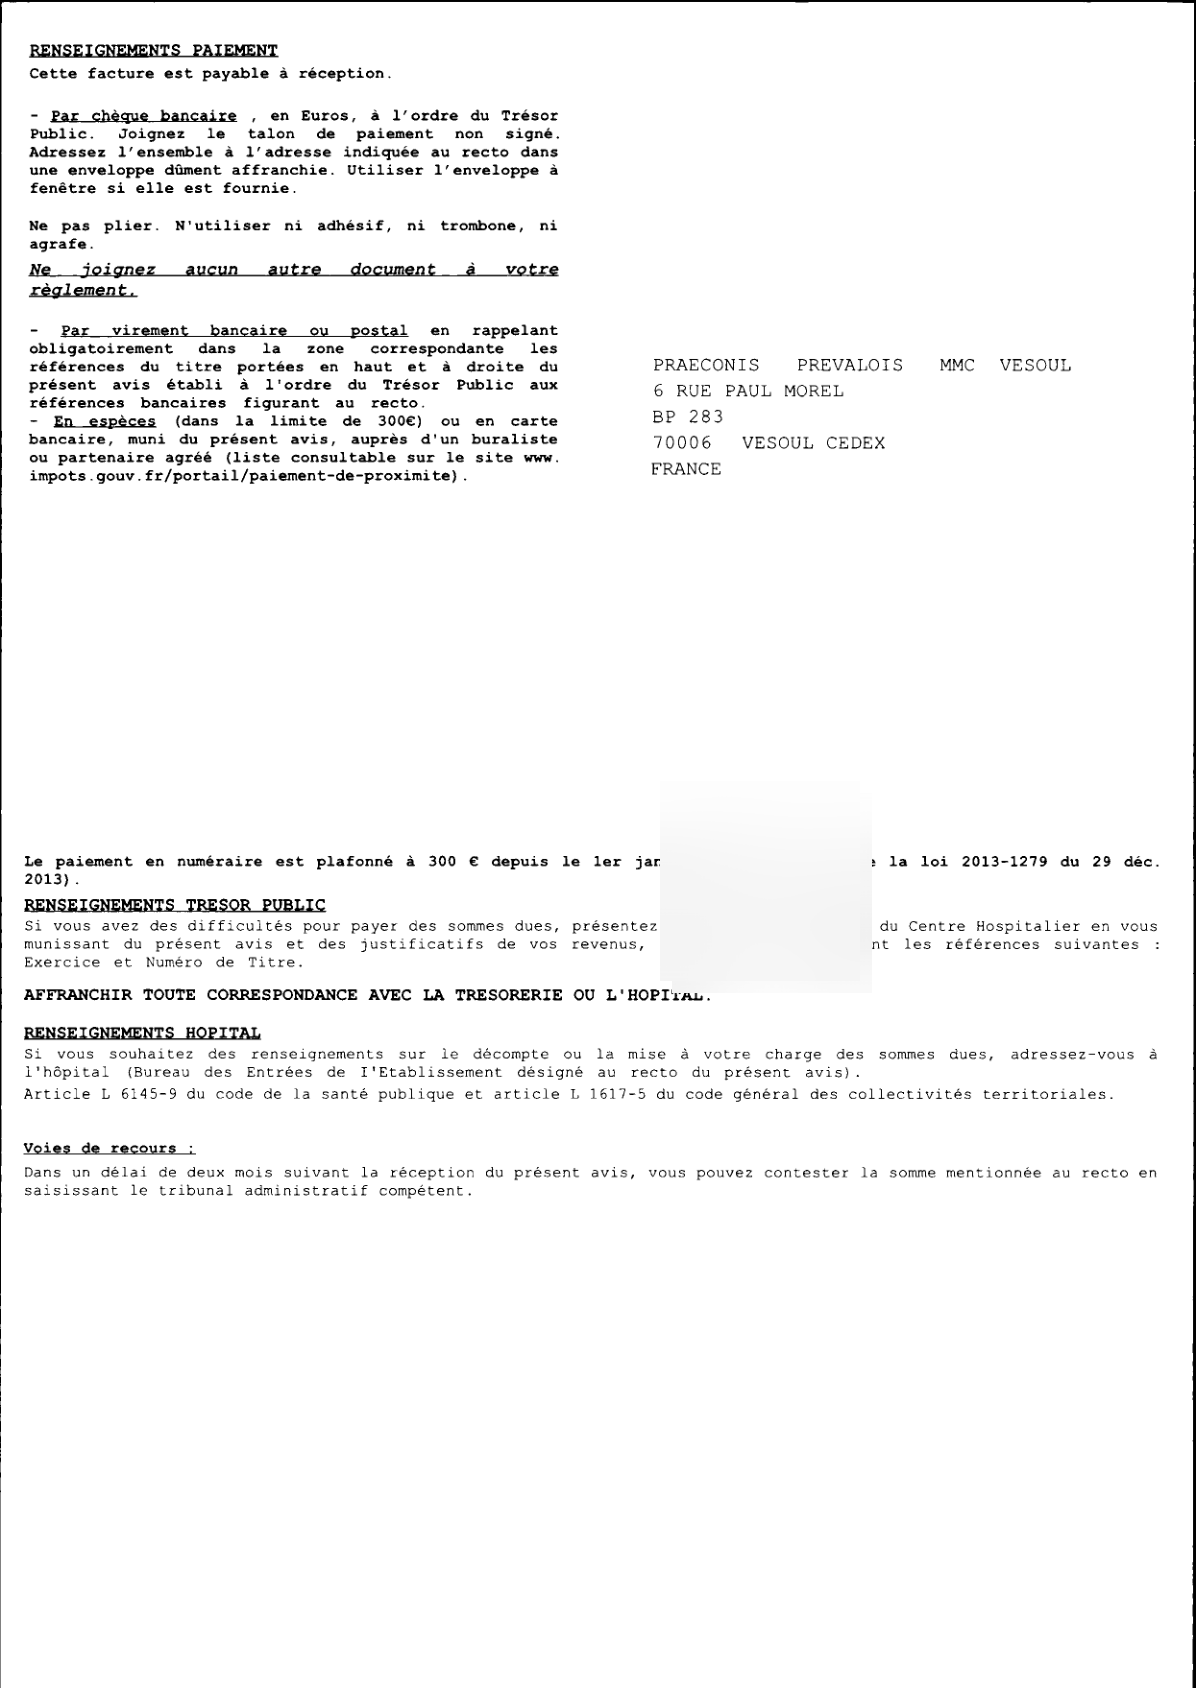 RENSEIGNEMENTS PAIEMENT
Cette facture est payable à réception.
- Par chèque bancaire , en Euros, à l'ordre du Trésor
Public. Joignez le talon de paiement non signé.
Adressez l'ensemble à l'adresse indiquée au recto dans
une enveloppe dûment affranchie. Utiliser l'enveloppe à
fenêtre si elle est fournie.
Ne pas plier. N'utiliser ni adhésif, ni trombone, ni
agrafe.
Ne joignez aucun autre document à votre
règlement.
- Par virement bancaire ou postal en rappelant
obligatoirement dans la zone correspondante les
références du titre portées en haut et à droite du
présent avis établi à l'ordre du Trésor Public aux
références bancaires figurant au recto.
- En espèces (dans la limite de 300€) ou en carte
bancaire, muni du présent avis, auprès d'un buraliste
ou partenaire agréé (liste consultable sur le site www.
impots.gouv.fr/portail/paiement-de-proximite).
PRAECONIS PREVALOIS MMC VESOUL
6 RUE PAUL MOREL
BP 283
70006 VESOUL CEDEX
FRANCE
Le paiement en numéraire est plafonné à 300 € depuis le 1er la loi 2013-1279 du 29 déc.
2013).
RENSEIGNEMENTS TRESOR PUBLIC
Si vous avez des difficultés pour payer des sommes dues, présentez du Centre Hospitalier en vous
munissant du présent avis et des justificatifs de vos revenus, les références suivantes :
Exercice et Numéro de Titre.
AFFRANCHIR TOUTE CORRESPONDANCE AVEC LA TRESORERIE OU L'HOPITAL.
RENSEIGNEMENTS HOPITAL
Si vous souhaitez des renseignements sur le décompte ou la mise à votre charge des sommes dues, adressez-vous à
l'hôpital (Bureau des Entrées de I'Etablissement désigné au recto du présent avis).
Article L 6145-9 du code de la santé publique et article L 1617-5 du code général des collectivités territoriales.
Voies de recours :
Dans un délai de deux mois suivant la réception du présent avis, vous pouvez contester la somme mentionnée au recto en
saisissant le tribunal administratif compétent.